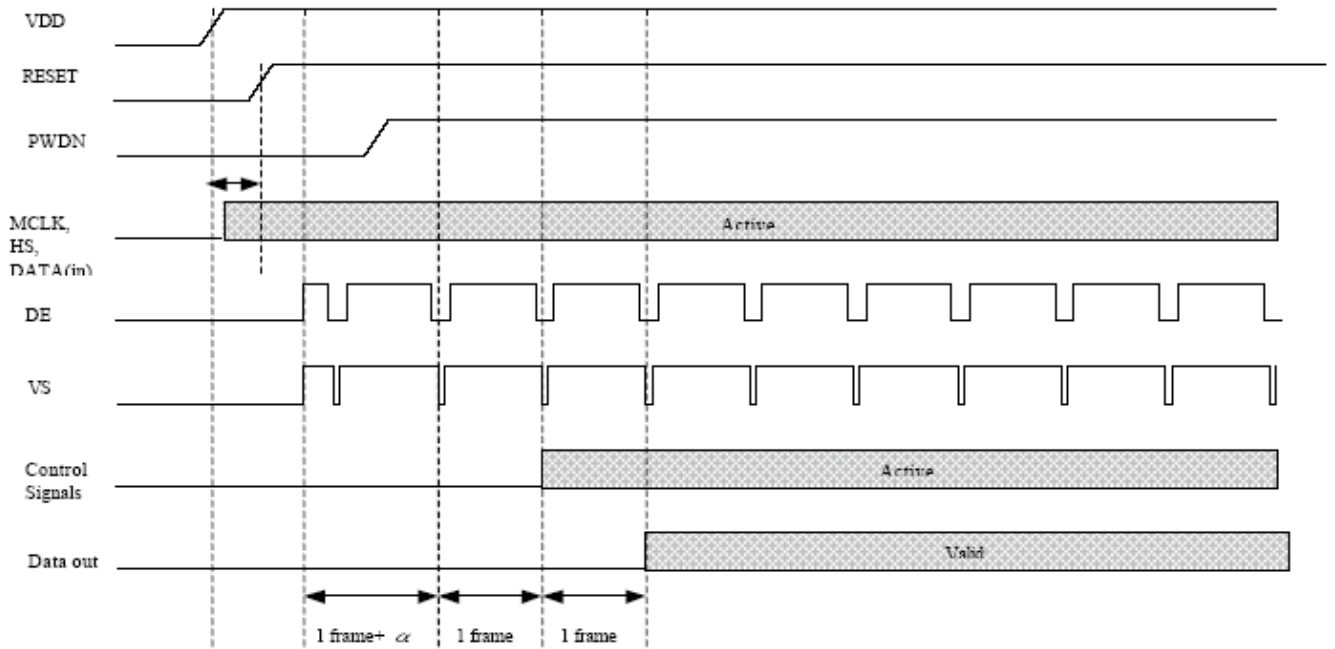 VDD
RESET
PWDN
MCLK,
HS,
DATA(in)
Active
DE
VS
Control
Signals
Active
Data out
Valid
1 frame+ α
1 frame
1 frame